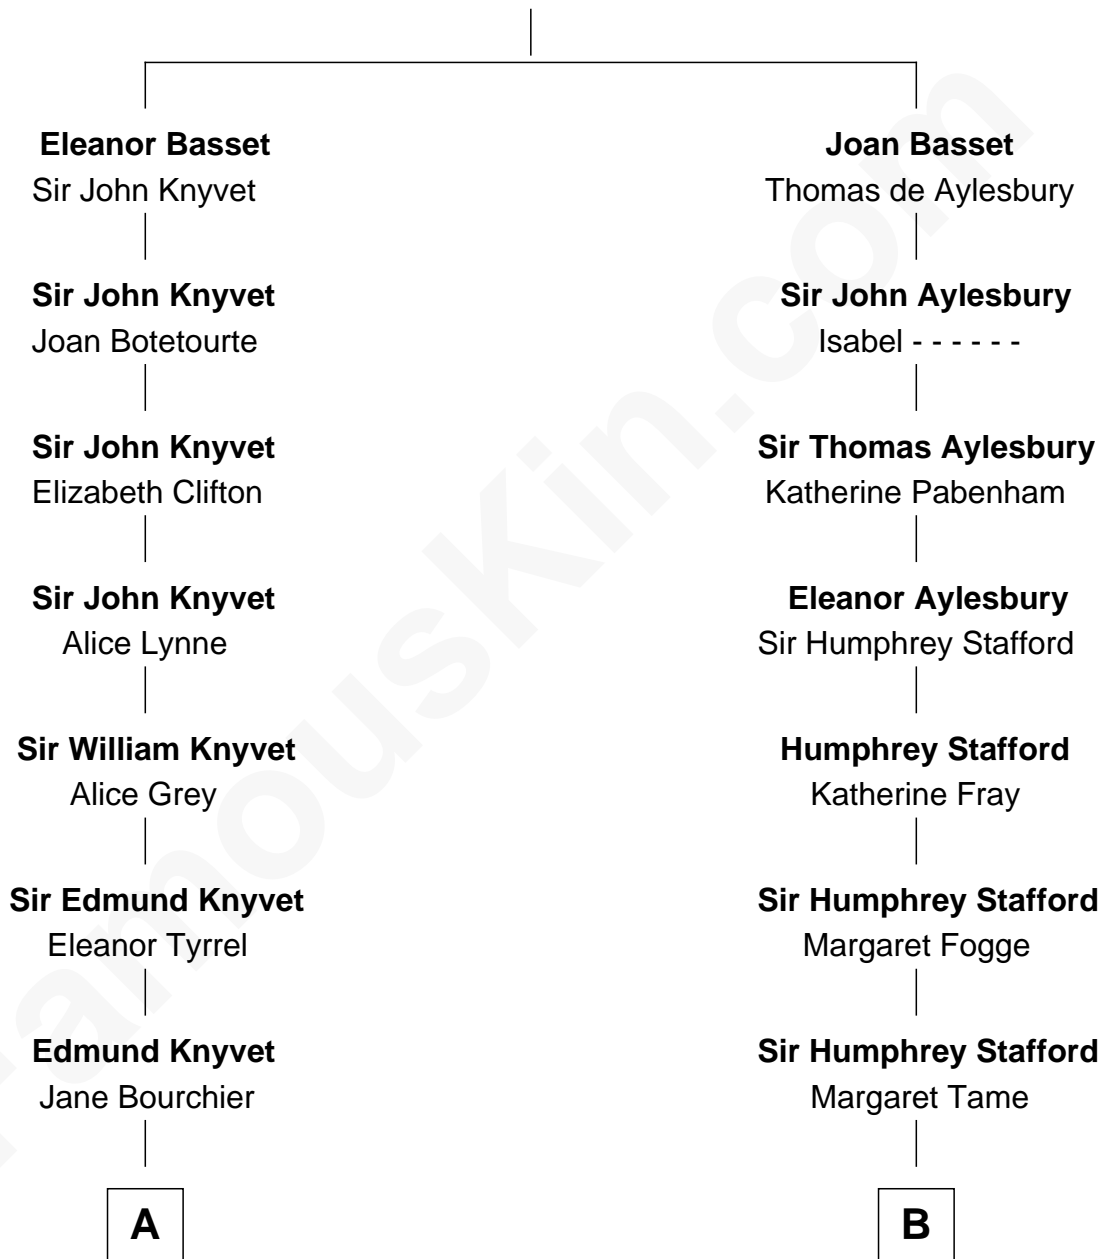 Eleanor Basset
Sir John Knyvet
Sir John Knyvet
Joan Botetourte
Sir John Knyvet
Elizabeth Clifton
Sir John Knyvet
Alice Lynne
Sir William Knyvet
Alice Grey
Sir Edmund Knyvet
Eleanor Tyrrel
Edmund Knyvet
Jane Bourchier
A
Joan Basset
Thomas de Aylesbury
Sir John Aylesbury
Isabel - - - - - -
Sir Thomas Aylesbury
Katherine Pabenham
Eleanor Aylesbury
Sir Humphrey Stafford
Humphrey Stafford
Katherine Fray
Sir Humphrey Stafford
Margaret Fogge
Sir Humphrey Stafford
Margaret Tame
B
FamousKin.com